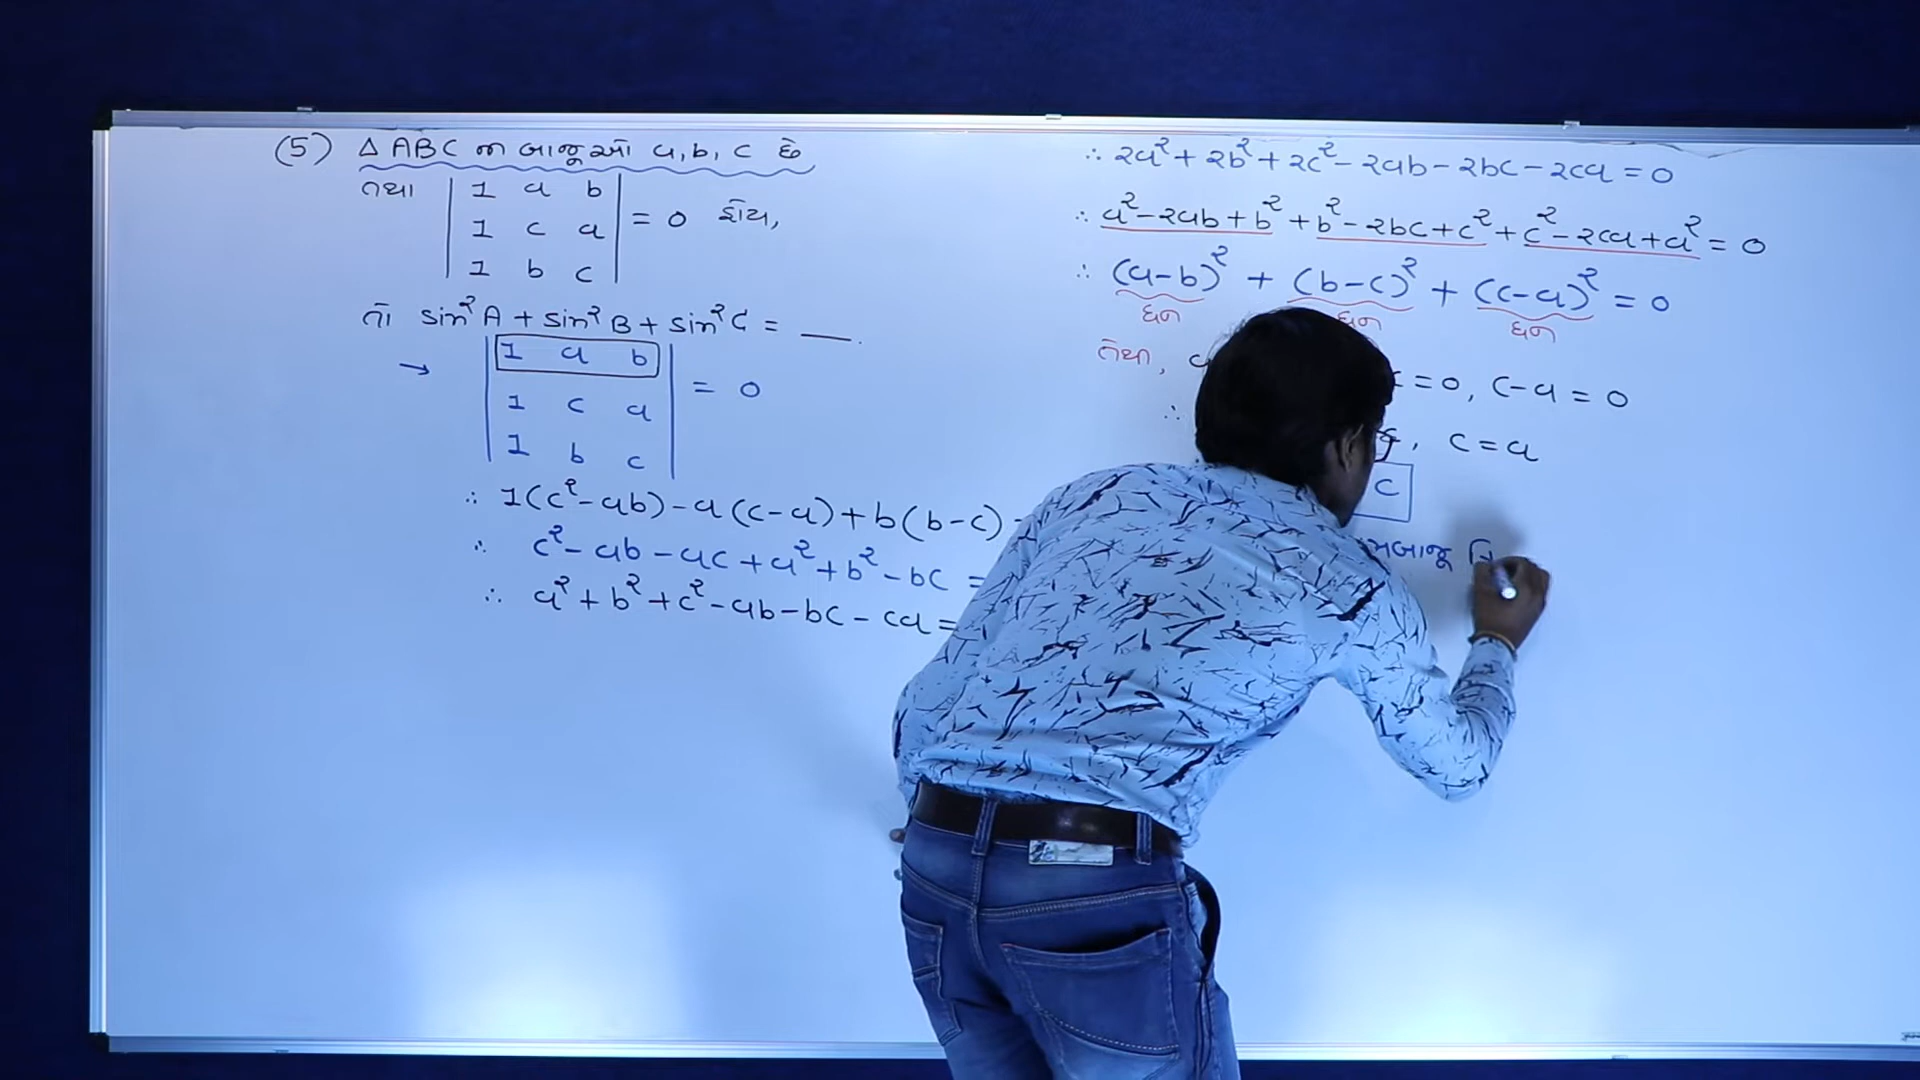 (5) △ ABC ના બાજૂઓ a, b, c છે
તથા | 1 a b |
| 1 c a | = 0 હોય,
| 1 b c |
તો sin²A + sin²B + sin²C = __.
→ | 1 a b |
| 1 c a | = 0
| 1 b c |
∴ 1(c²-ab)-a(c-a)+b(b-c)
∴ c²-ab-ac+a²+b²-bc =
∴ a²+b²+c²-ab-bc-ca =
∴ 2a²+2b²+2c²-2ab-2bc-2ca = 0
∴ a²-2ab+b²+b²-2bc+c²+c²-2ca+a² = 0
∴ (a-b)² + (b-c)² + (c-a)² = 0
ધન ધન ધન
તેથી, = 0, c-a = 0
∴ , c = a
c